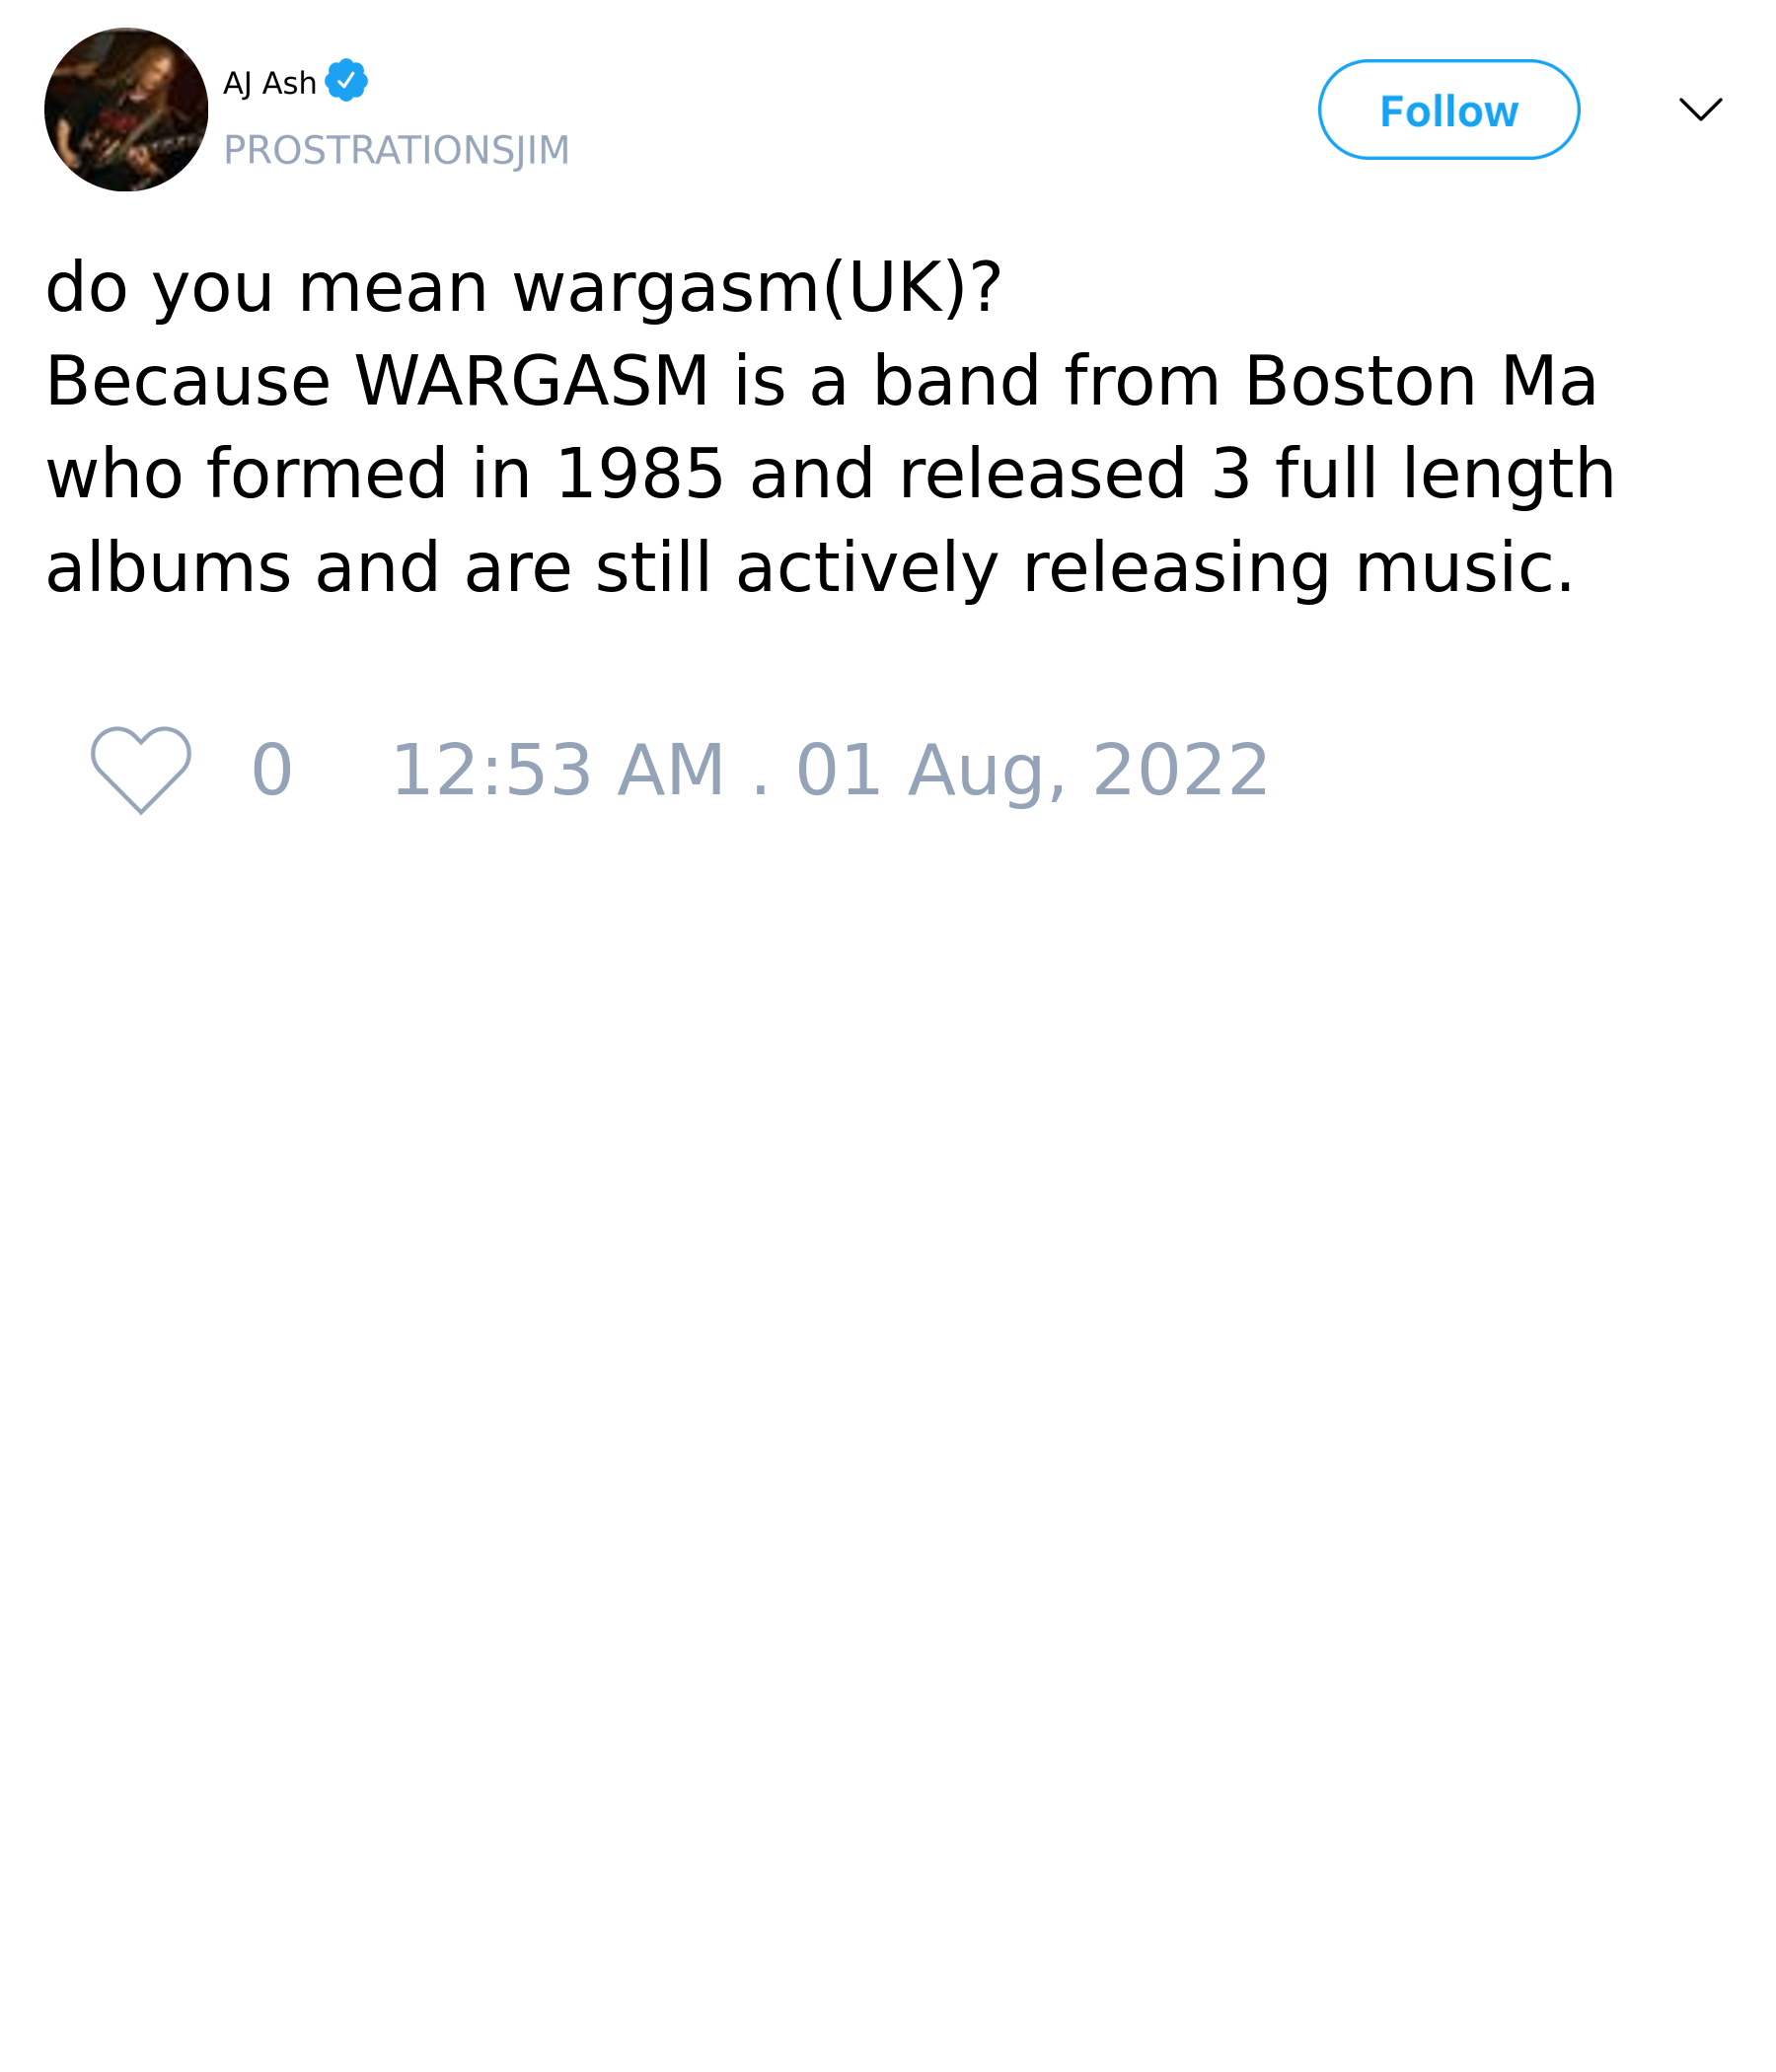 AJ Ash
PROSTRATIONSJIM
Follow
do you mean wargasm(UK)?
Because WARGASM is a band from Boston Ma
who formed in 1985 and released 3 full length
albums and are still actively releasing music.
0 12:53 AM . 01 Aug, 2022